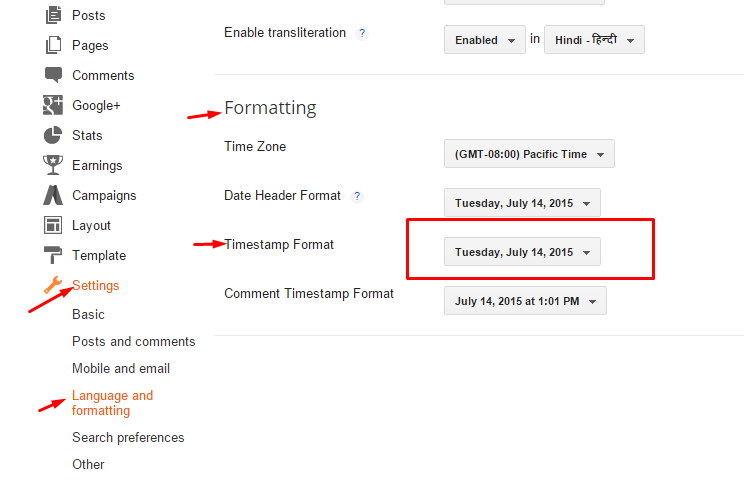 Posts
Pages
Comments
Google+
Stats
Earnings
Campaigns
Layout
Template
Settings
Basic
Posts and comments
Mobile and email
Language and
formatting
Search preferences
Other
Enable transliteration ? Enabled in Hindi - हिन्दी
Formatting
Time Zone (GMT-08:00) Pacific Time
Date Header Format ? Tuesday, July 14, 2015
Timestamp Format Tuesday, July 14, 2015
Comment Timestamp Format July 14, 2015 at 1:01 PM